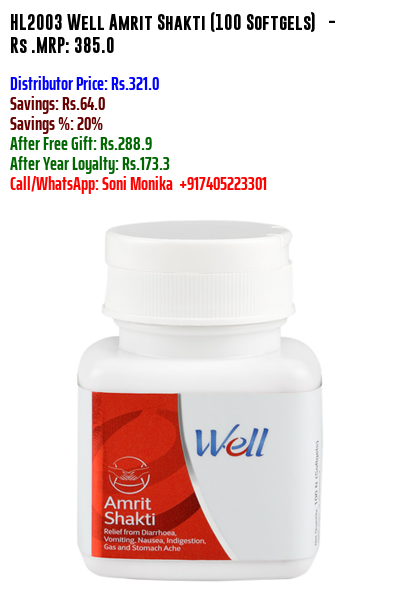 HL2003 Well Amrit Shakti (100 Softgels) -
Rs .MRP: 385.0
Distributor Price: Rs.321.0
Savings: Rs.64.0
Savings %: 20%
After Free Gift: Rs.288.9
After Year Loyalty: Rs.173.3
Call/WhatsApp: Soni Monika +917405223301
Well
Amrit
Shakti
Relief from Diarrhoea,
Vomiting, Nausea, Indigestion,
Gas and Stomach Ache